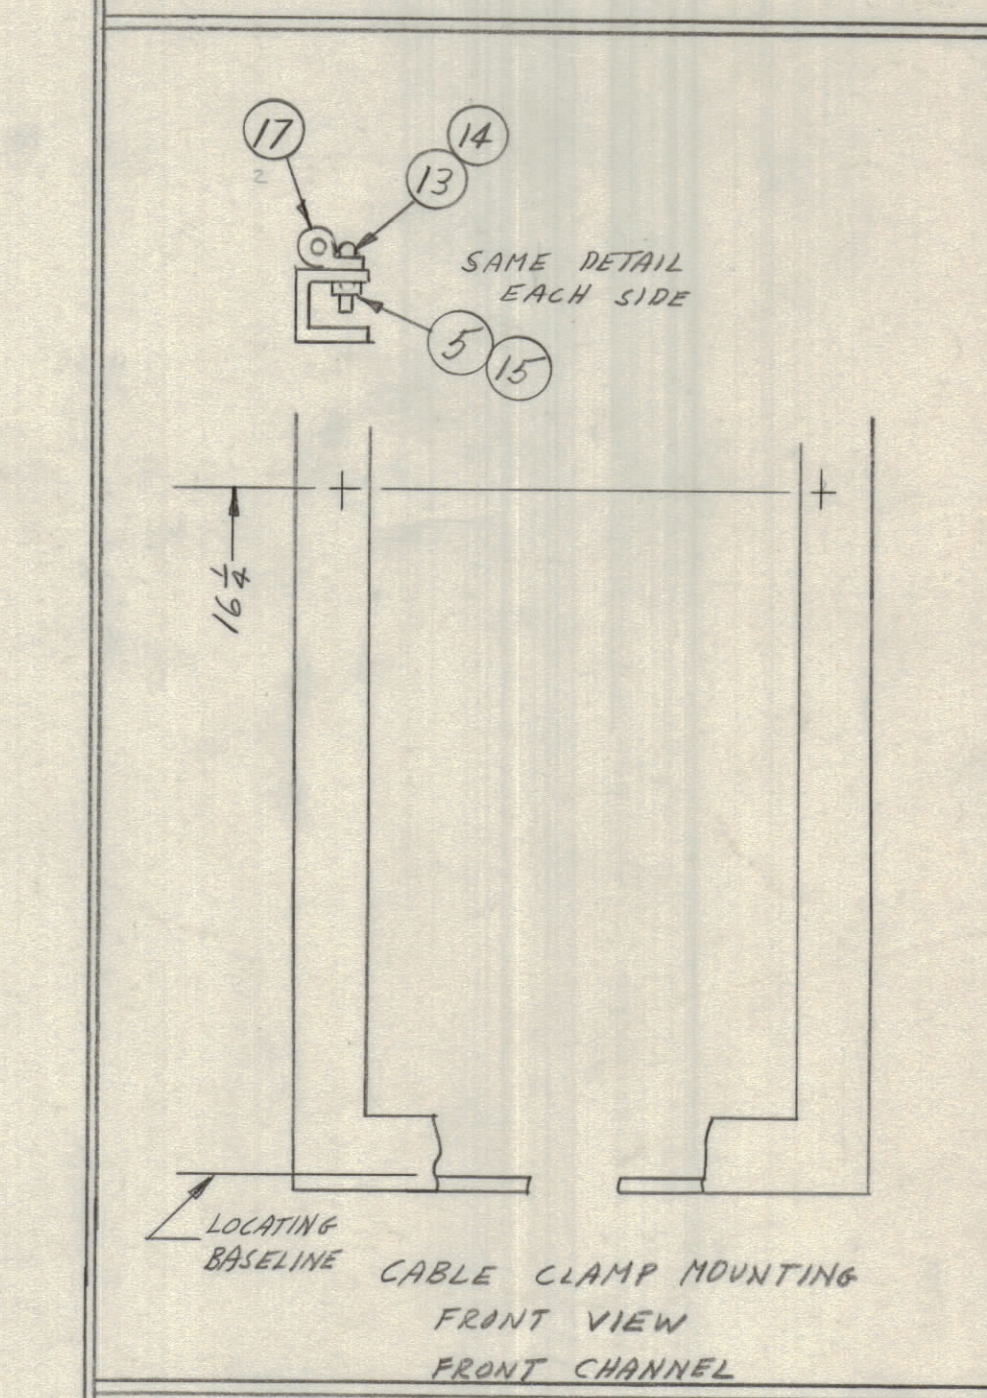 17
14
2
13
SAME DETAIL
EACH SIDE
5
15
16 1/4
LOCATING
BASELINE
CABLE CLAMP MOUNTING
FRONT VIEW
FRONT CHANNEL